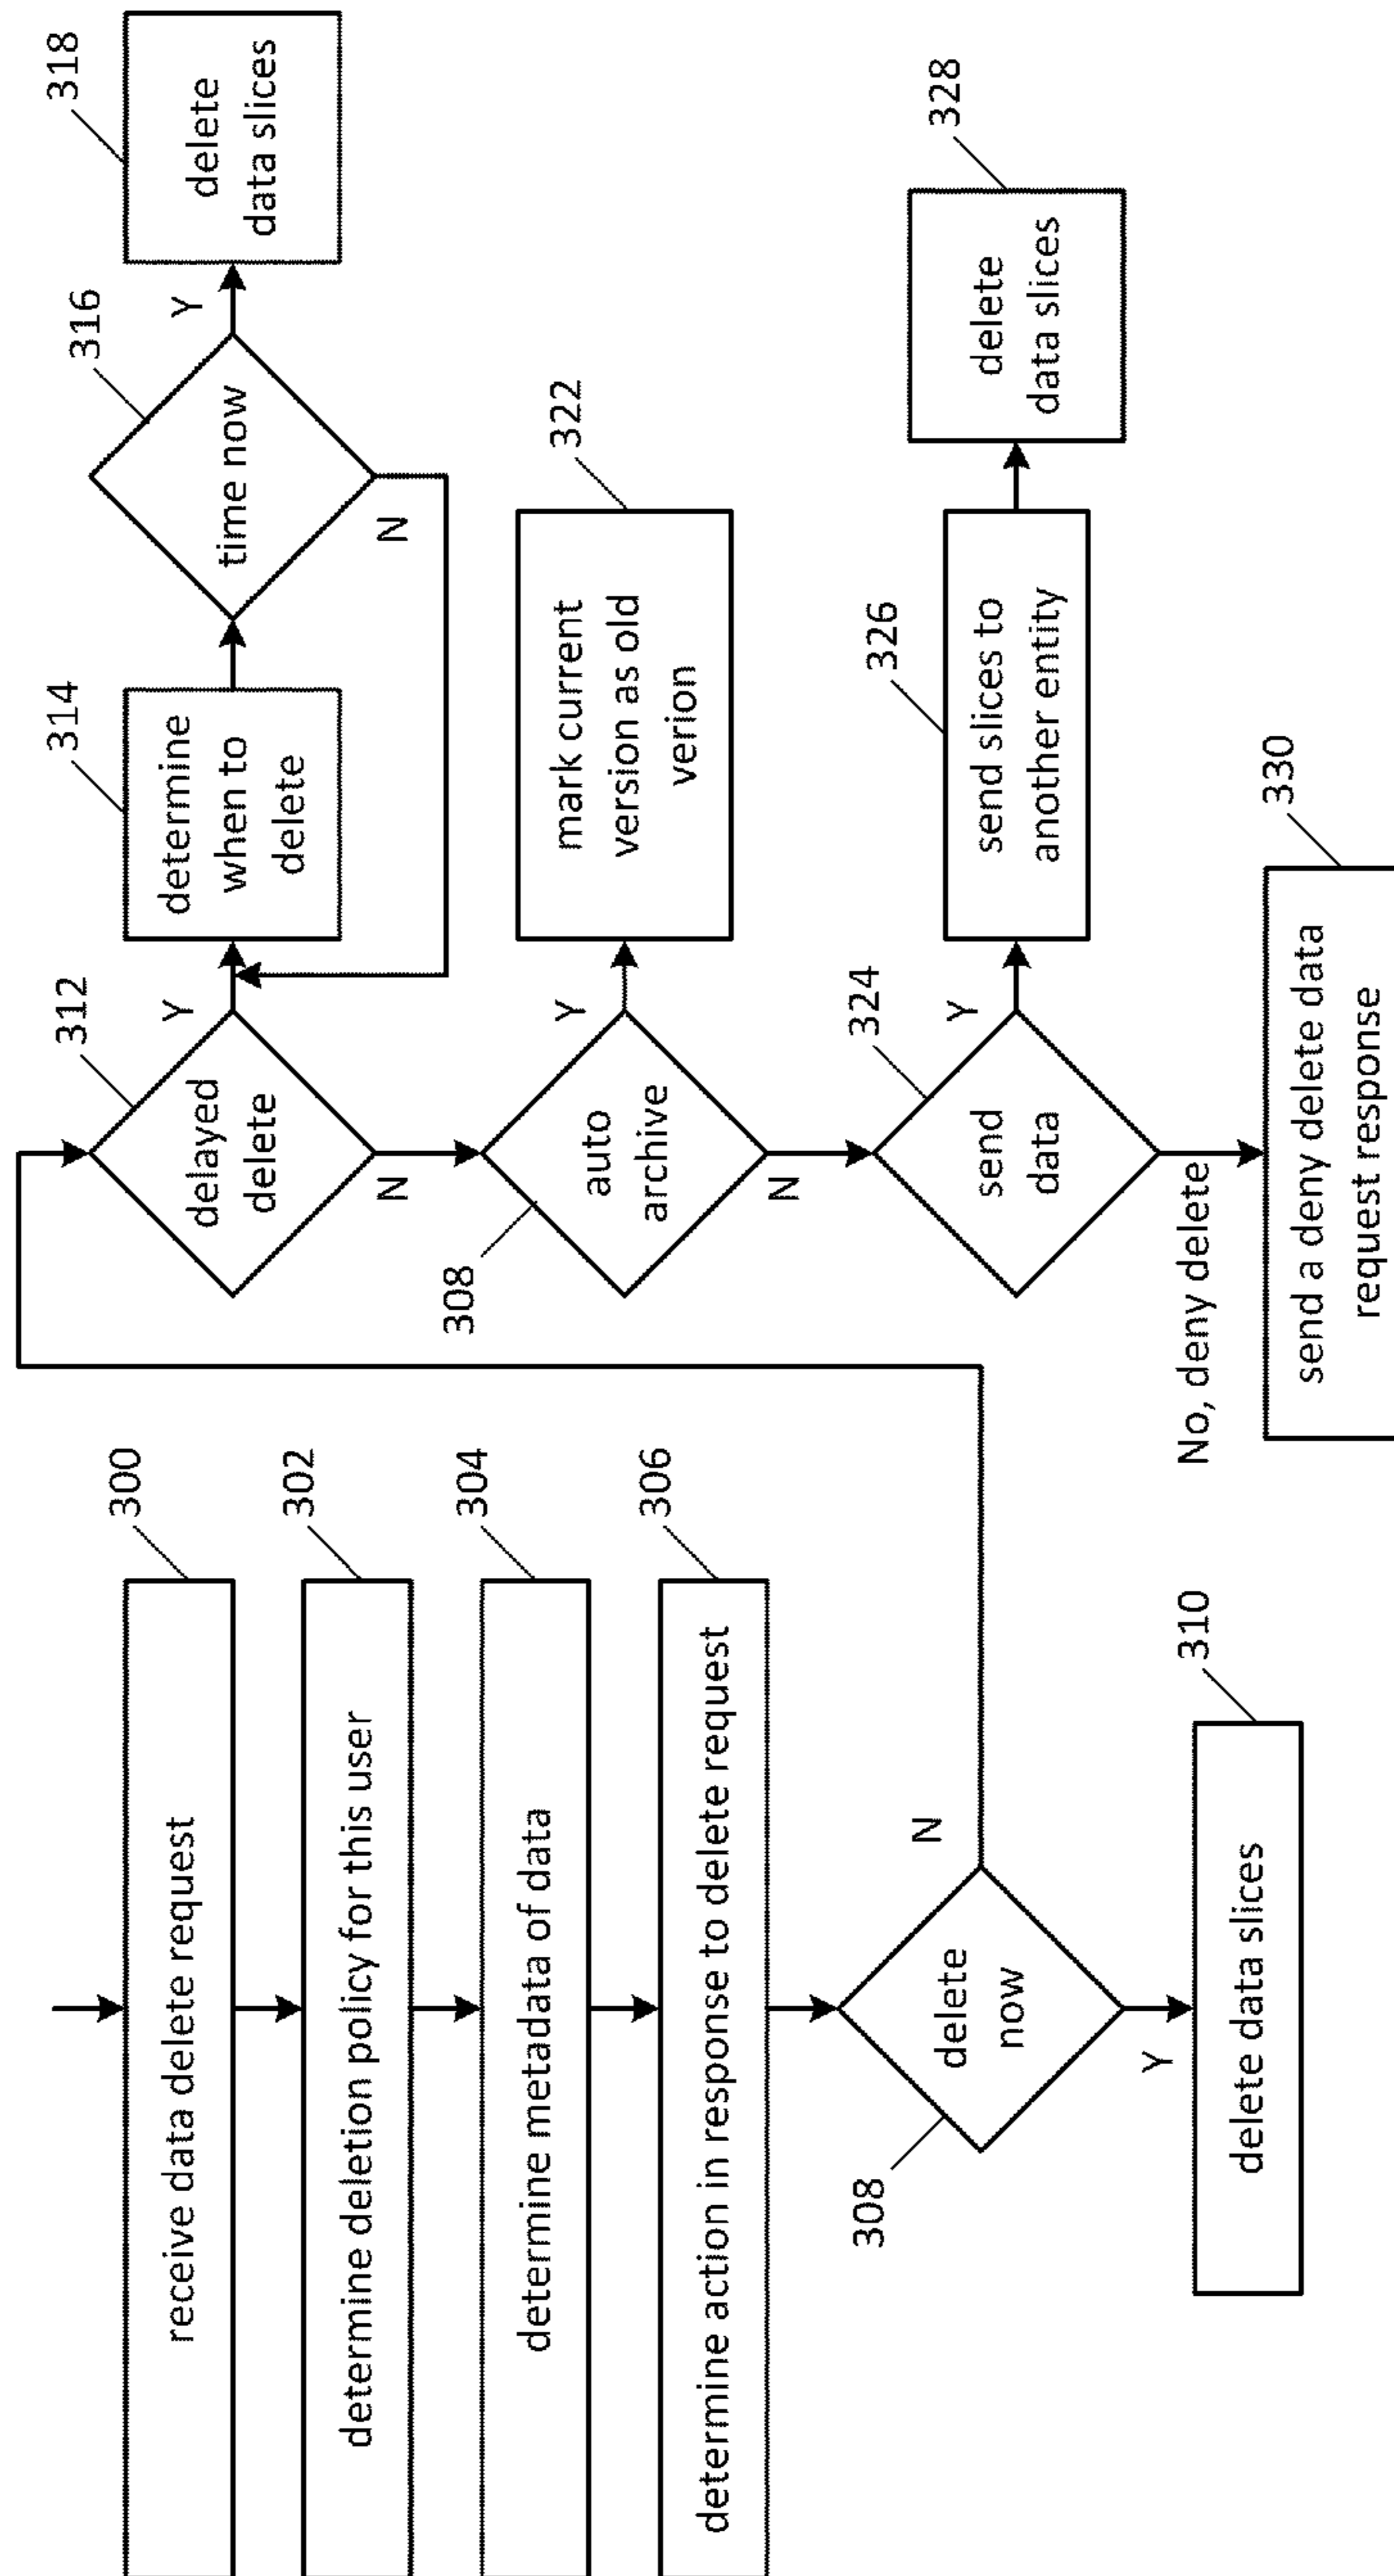 300
receive data delete request
302
determine deletion policy for this user
304
determine metadata of data
306
determine action in response to delete request
308
delete
now
N
Y
310
delete data slices
312
delayed
delete
Y
N
314
determine
when to
delete
316
time now
Y
N
318
delete
data slices
308
auto
archive
Y
N
322
mark current
version as old
verion
324
send
data
Y
No, deny delete
326
send slices to
another entity
328
delete
data slices
330
send a deny delete data
request response